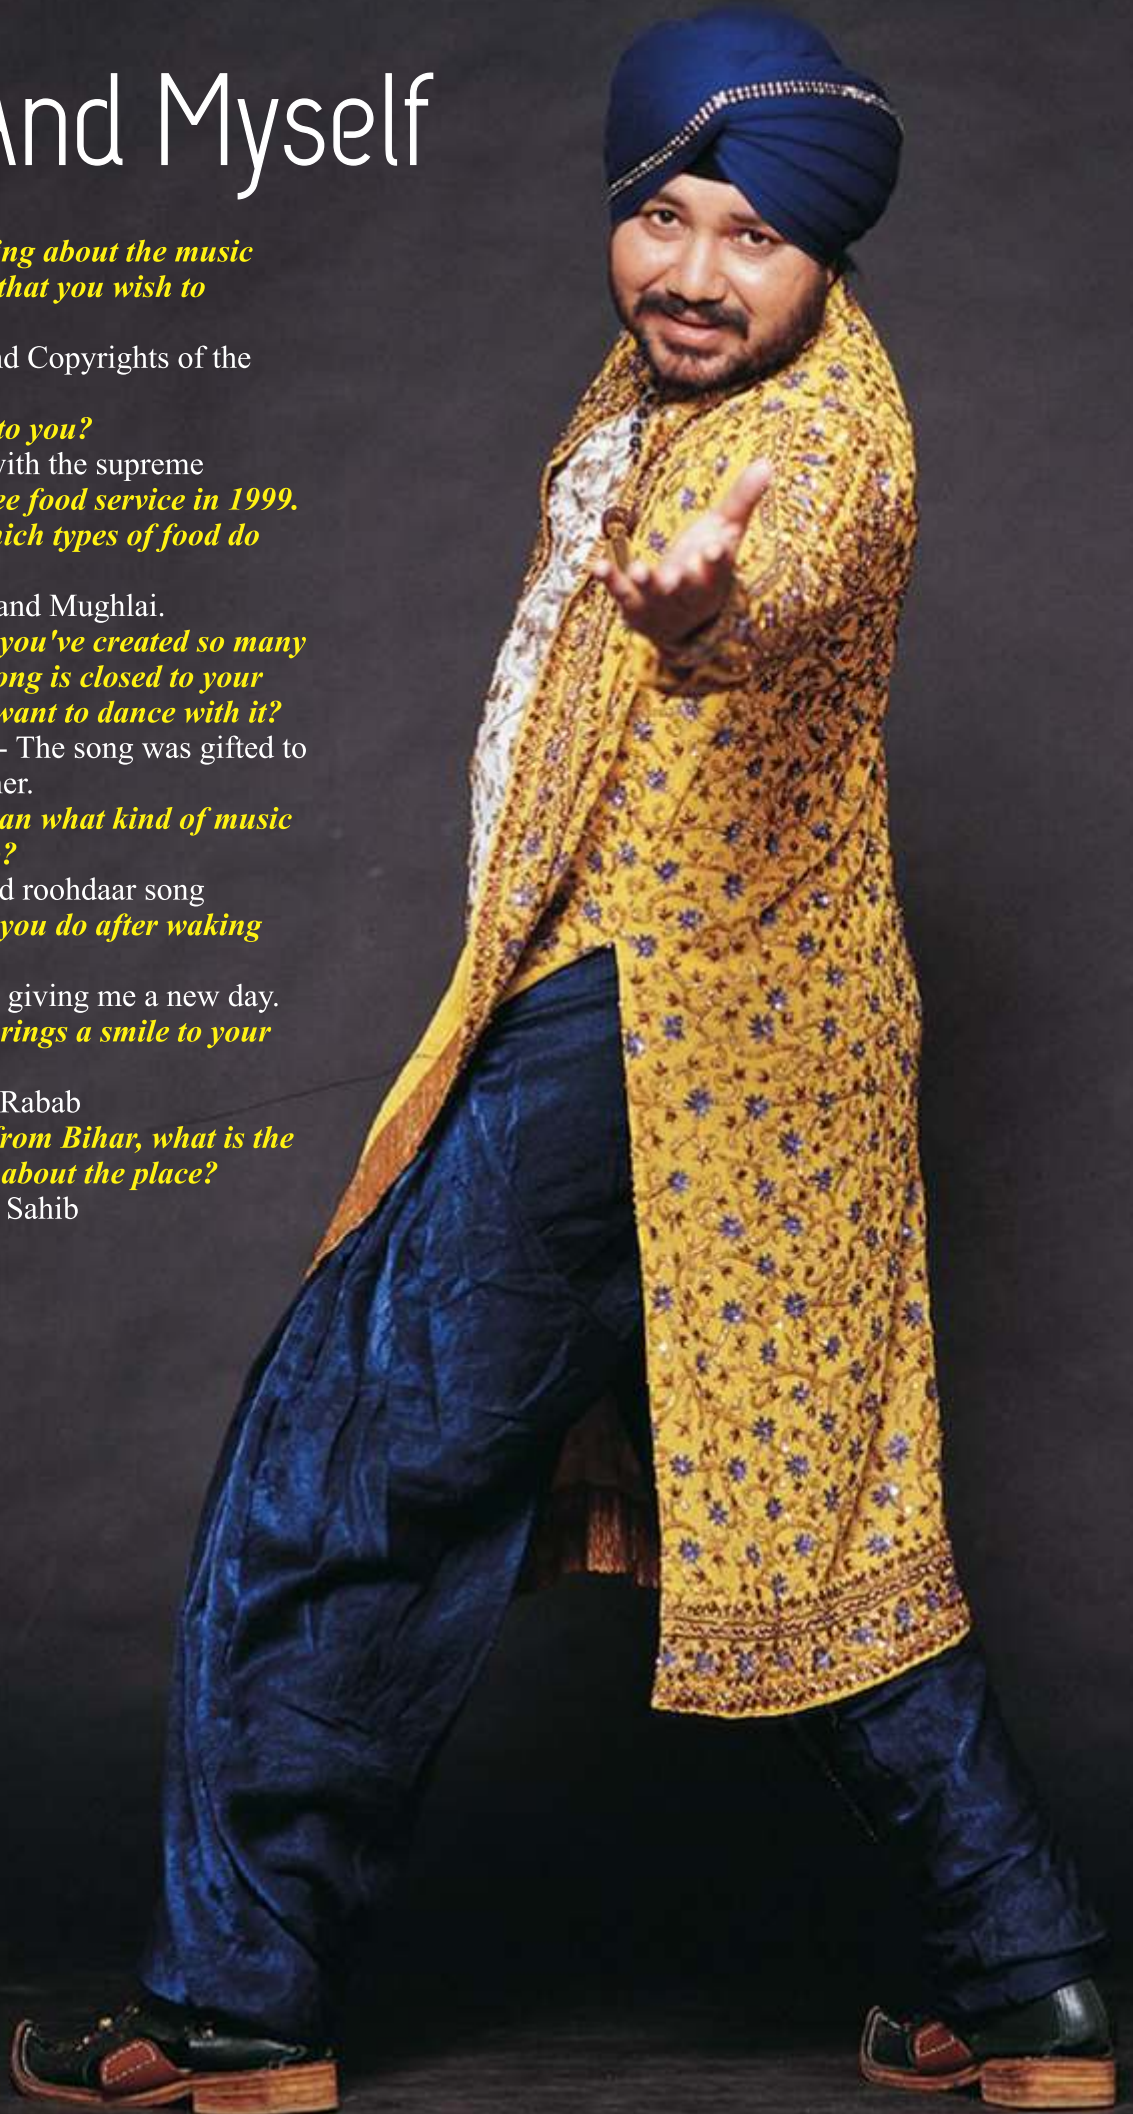 And Myself
ing about the music
that you wish to
nd Copyrights of the
to you?
with the supreme
ee food service in 1999.
hich types of food do
and Mughlai.
you've created so many
ong is closed to your
want to dance with it?
- The song was gifted to
her.
an what kind of music
?
d roohdaar song
you do after waking
giving me a new day.
rings a smile to your
Rabab
from Bihar, what is the
about the place?
Sahib